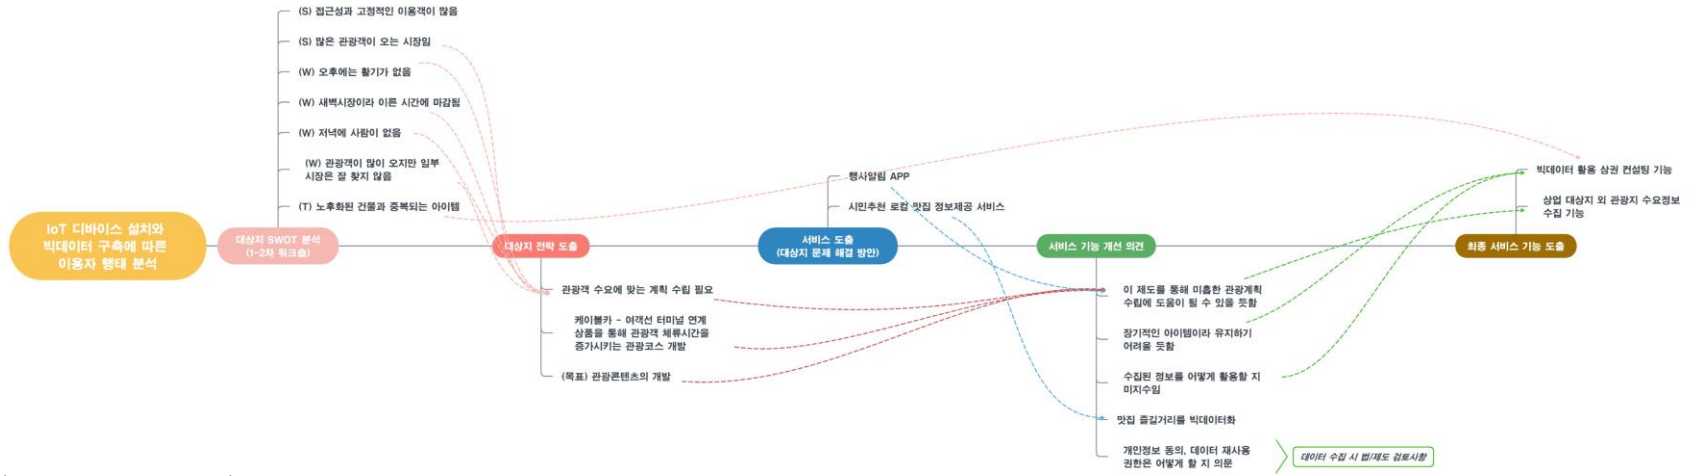 (S) 접근성과 고정적인 이용객이 많음
(S) 많은 관광객이 오는 시장임
(W) 오후에는 활기가 없음
(W) 새벽시장이라 이른 시간에 마감됨
(W) 저녁에 사람이 없음
(W) 관광객이 많이 오지만 일부
시장은 잘 찾지 않음
(T) 노후화된 건물과 중복되는 아이템
IoT 디바이스 설치와
빅데이터 구축에 따른
이용자 행태 분석
대상지 SWOT 분석
(1-2차 워크숍)
대상지 전략 도출
관광객 수요에 맞는 계획 수립 필요
케이블카 - 여객선 터미널 연계
상품을 통해 관광객 체류시간을
증가시키는 관광코스 개발
(목표) 관광콘텐츠의 개발
행사알림 APP
시민추천 로컬 맛집 정보제공 서비스
서비스 도출
(대상지 문제 해결 방안)
서비스 기능 개선 의견
이 제도를 통해 미흡한 관광계획
수립에 도움이 될 수 있을 듯함
장기적인 아이템이라 유지하기
어려울 듯함
수집된 정보를 어떻게 활용할 지
미지수임
맛집 즐길거리를 빅데이터화
개인정보 동의, 데이터 재사용
권한은 어떻게 할 지 의문
데이터 수집 시 법/제도 검토사항
빅데이터 활용 상권 컨설팅 기능
상업 대상지 외 관광지 수요정보
수집 기능
최종 서비스 기능 도출